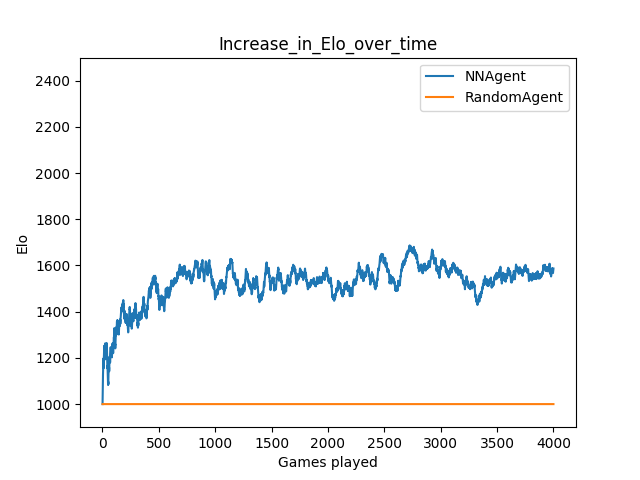 Increase_in_Elo_over_time
NNAgent
RandomAgent
Elo
2400
2200
2000
1800
1600
1400
1200
1000
0 500 1000 1500 2000 2500 3000 3500 4000
Games played